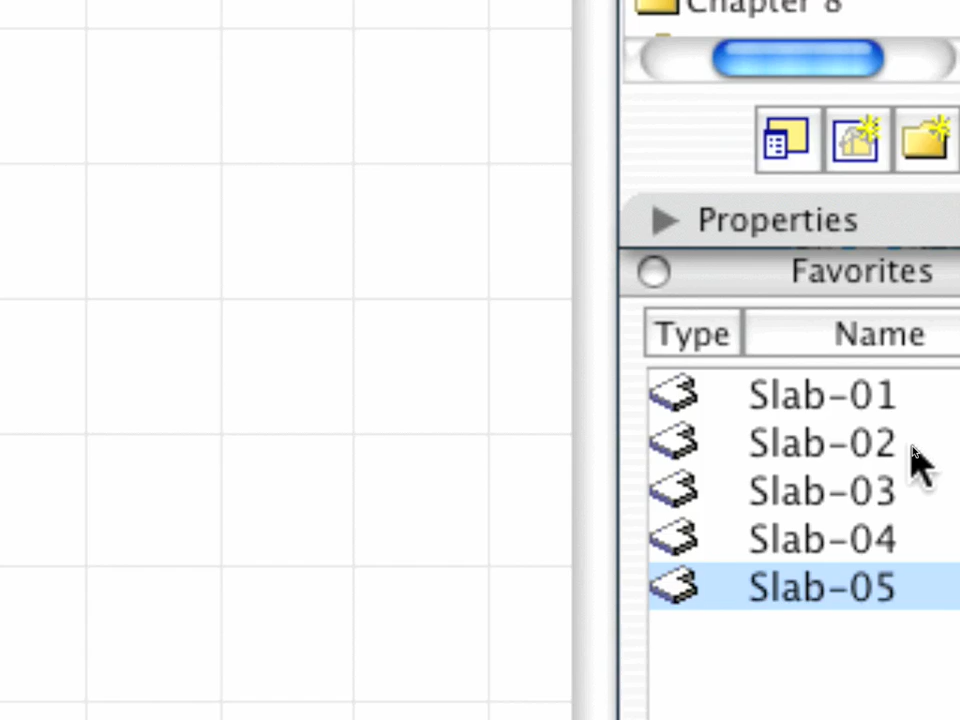 Chapter 8
Properties
Favorites
Type Name
Slab-01
Slab-02
Slab-03
Slab-04
Slab-05